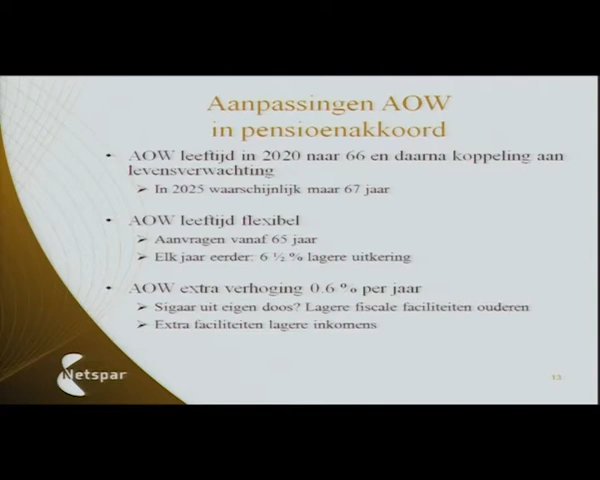 Aanpassingen AOW
in pensioenakkoord
• AOW leeftijd in 2020 naar 66 en daarna koppeling aan
levensverwachting
➢ In 2025 waarschijnlijk maar 67 jaar
• AOW leeftijd flexibel
➢ Aanvragen vanaf 65 jaar
➢ Elk jaar eerder: 6 ½ % lagere uitkering
• AOW extra verhoging 0.6 % per jaar
➢ Sigaar uit eigen doos? Lagere fiscale faciliteiten ouderen
➢ Extra faciliteiten lagere inkomens
Netspar
13